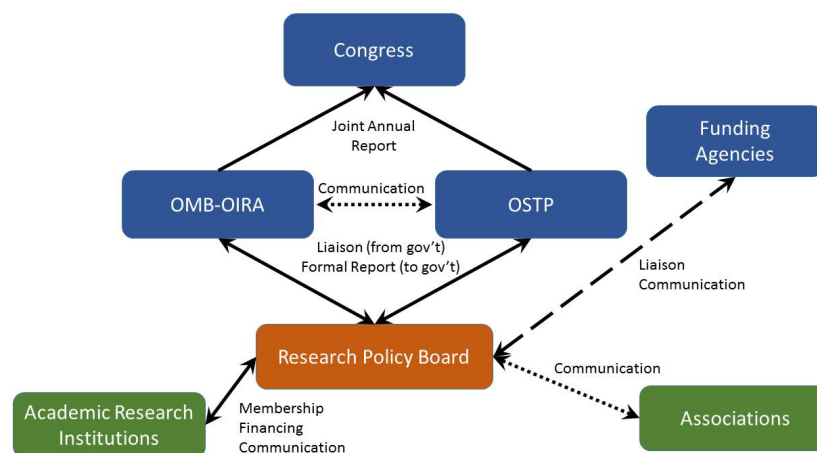 Congress
Joint Annual
Report
Funding
Agencies
OMB-OIRA
Communication
OSTP
Liaison (from gov't)
Formal Report (to gov't)
Liaison
Communication
Research Policy Board
Communication
Academic Research
Institutions
Membership
Financing
Communication
Associations